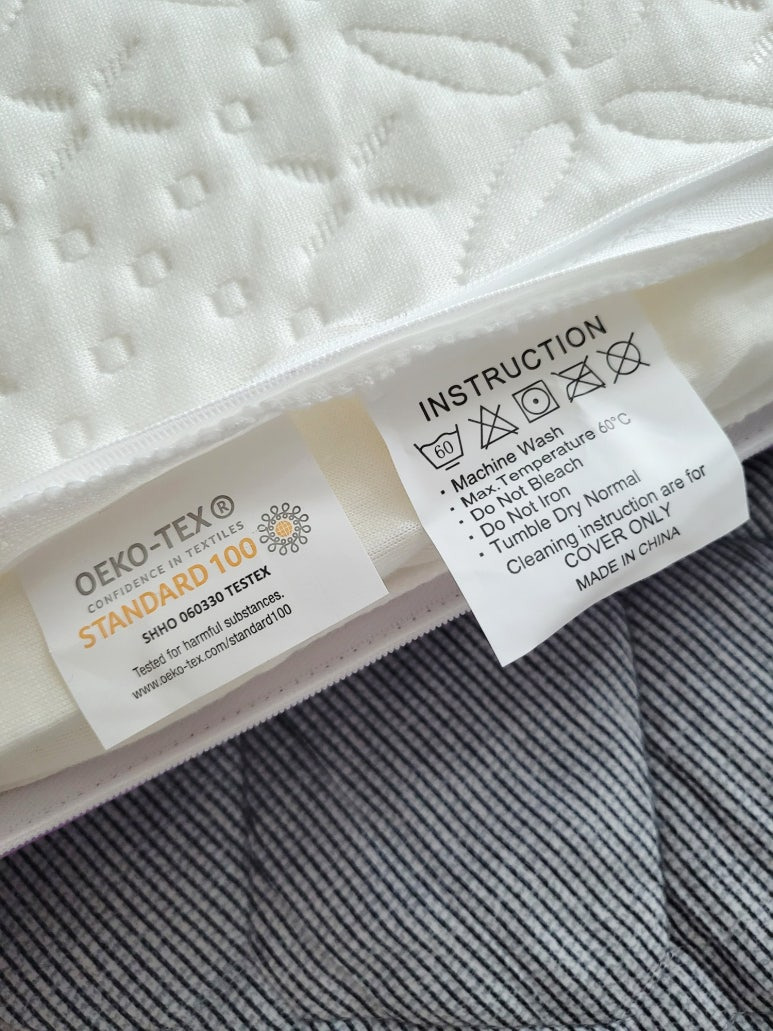 OEKO-TEX®
CONFIDENCE IN TEXTILES
STANDARD 100
SHHO 060330 TESTEX
Tested for harmful substances.
www.oeko-tex.com/standard100
INSTRUCTION
60
· Machine Wash
· Max. Temperature 60°C
· Do Not Bleach
· Do Not Iron
· Tumble Dry Normal
Cleaning instruction are for
COVER ONLY
MADE IN CHINA